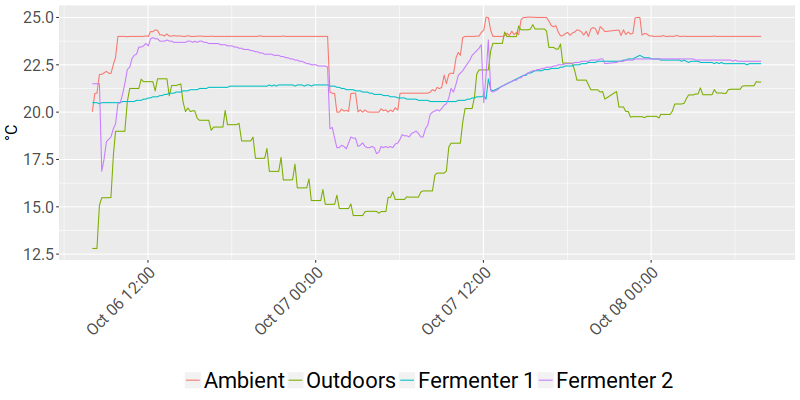 25.0
22.5
20.0
17.5
15.0
12.5
°C
Oct 06 12:00
Oct 07 00:00
Oct 07 12:00
Oct 08 00:00
Ambient Outdoors Fermenter 1 Fermenter 2